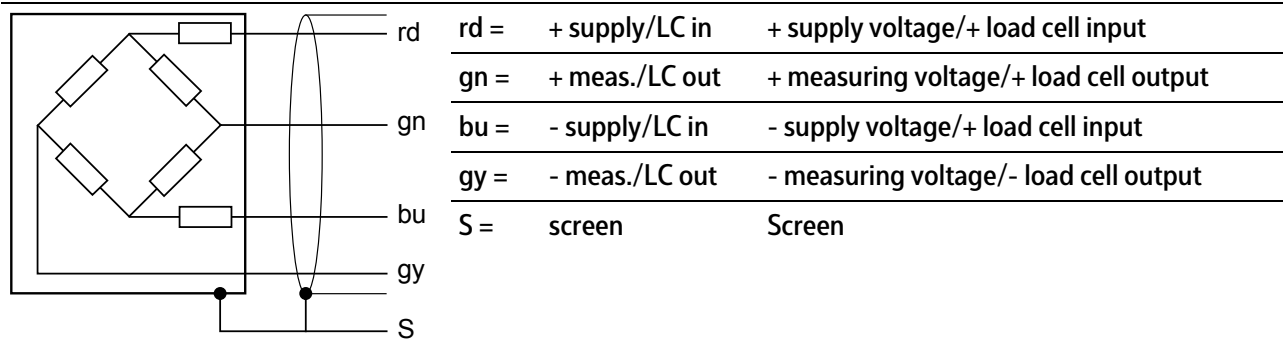 rd
gn
bu
gy
S
rd = + supply/LC in + supply voltage/+ load cell input
gn = + meas./LC out + measuring voltage/+ load cell output
bu = - supply/LC in - supply voltage/+ load cell input
gy = - meas./LC out - measuring voltage/- load cell output
S = screen Screen